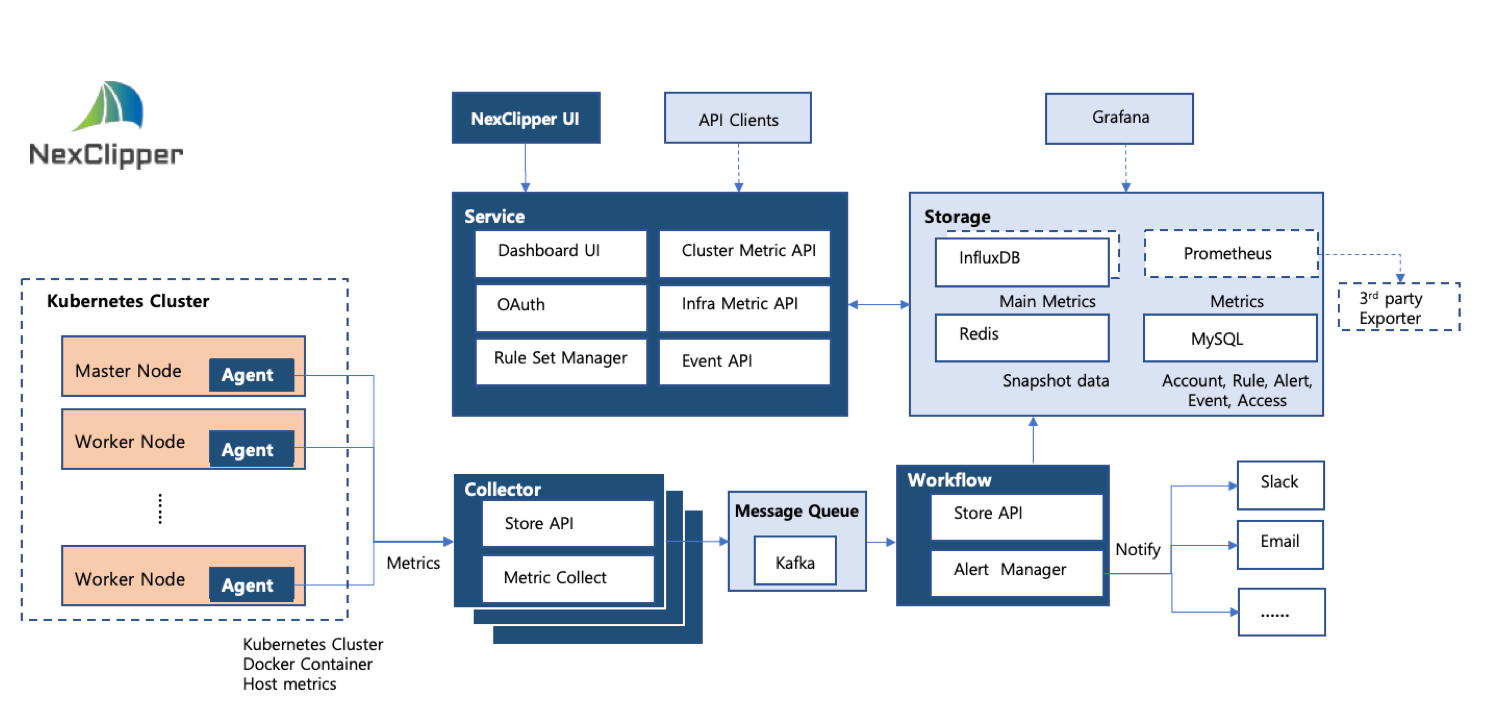 NexClipper
NexClipper UI
API Clients
Grafana
Service
Dashboard UI
Cluster Metric API
OAuth
Infra Metric API
Rule Set Manager
Event API
Storage
InfluxDB
Prometheus
Main Metrics
Metrics
Redis
MySQL
Snapshot data
Account, Rule, Alert,
Event, Access
3rd party
Exporter
Kubernetes Cluster
Master Node
Agent
Worker Node
Agent
Worker Node
Agent
Kubernetes Cluster
Docker Container
Host metrics
Metrics
Collector
Store API
Metric Collect
Message Queue
Kafka
Workflow
Store API
Alert Manager
Notify
Slack
Email
......